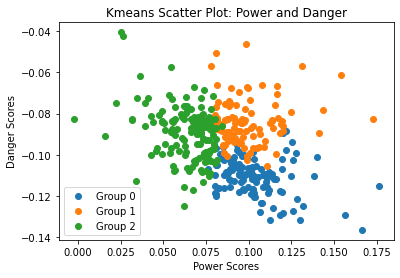 Kmeans Scatter Plot: Power and Danger
Danger Scores
−0.04
−0.06
−0.08
−0.10
−0.12
−0.14
Group 0
Group 1
Group 2
0.000
0.025
0.050
0.075
0.100
0.125
0.150
0.175
Power Scores